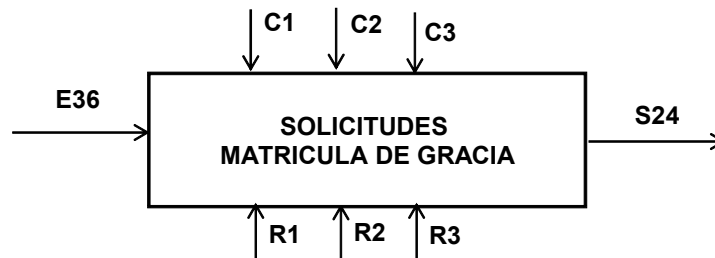 C1
C2
C3
E36
SOLICITUDES
MATRICULA DE GRACIA
S24
R1
R2
R3